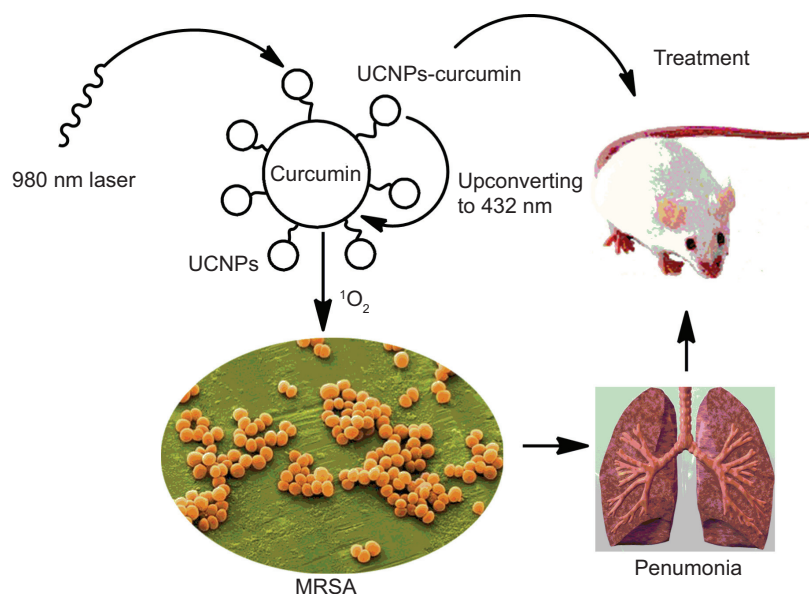 Treatment
UCNPs-curcumin
980 nm laser
Curcumin
Upconverting
to 432 nm
UCNPs
¹O₂
MRSA
Penumonia